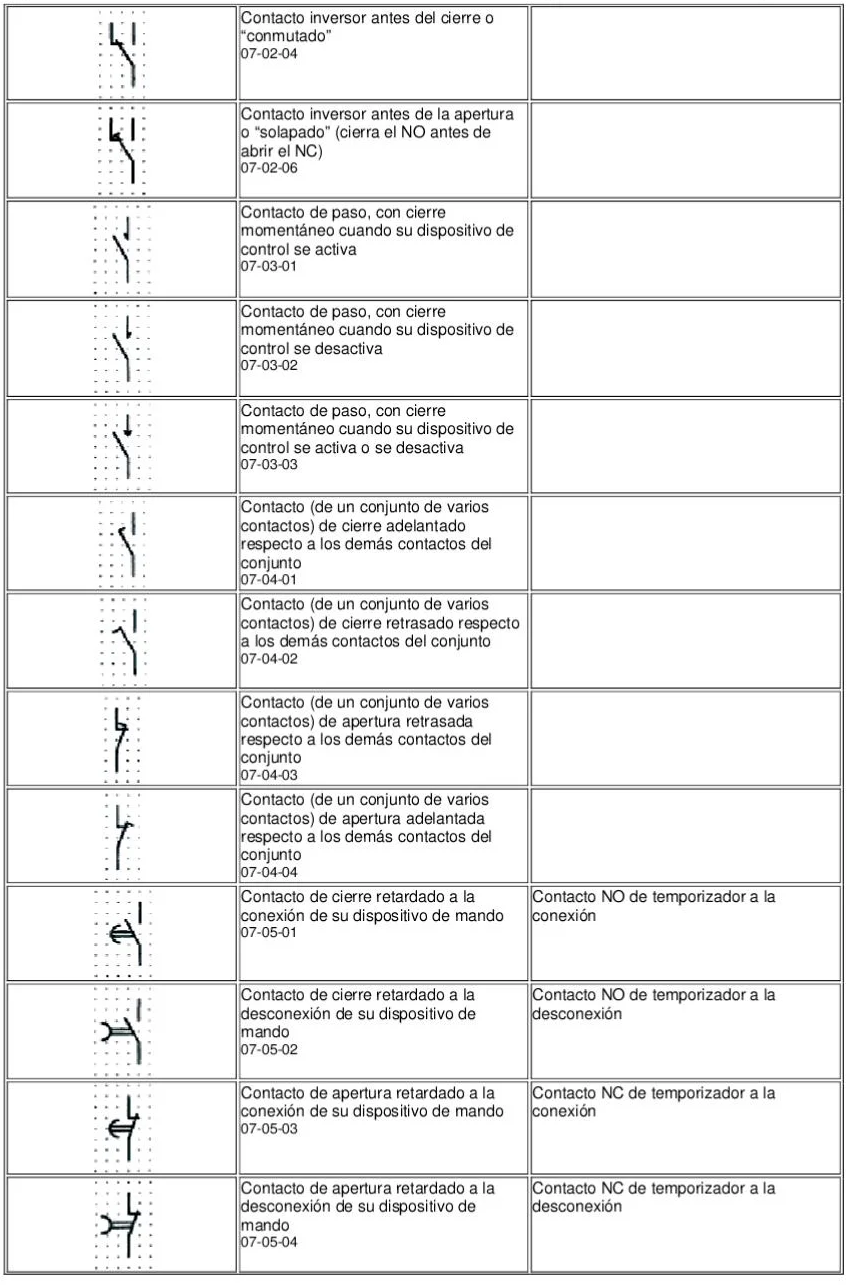 Contacto inversor antes del cierre o
“conmutado”
07-02-04
Contacto inversor antes de la apertura
o “solapado” (cierra el NO antes de
abrir el NC)
07-02-06
Contacto de paso, con cierre
momentáneo cuando su dispositivo de
control se activa
07-03-01
Contacto de paso, con cierre
momentáneo cuando su dispositivo de
control se desactiva
07-03-02
Contacto de paso, con cierre
momentáneo cuando su dispositivo de
control se activa o se desactiva
07-03-03
Contacto (de un conjunto de varios
contactos) de cierre adelantado
respecto a los demás contactos del
conjunto
07-04-01
Contacto (de un conjunto de varios
contactos) de cierre retrasado respecto
a los demás contactos del conjunto
07-04-02
Contacto (de un conjunto de varios
contactos) de apertura retrasada
respecto a los demás contactos del
conjunto
07-04-03
Contacto (de un conjunto de varios
contactos) de apertura adelantada
respecto a los demás contactos del
conjunto
07-04-04
Contacto de cierre retardado a la
conexión de su dispositivo de mando
07-05-01
Contacto NO de temporizador a la
conexión
Contacto de cierre retardado a la
desconexión de su dispositivo de
mando
07-05-02
Contacto NO de temporizador a la
desconexión
Contacto de apertura retardado a la
conexión de su dispositivo de mando
07-05-03
Contacto NC de temporizador a la
conexión
Contacto de apertura retardado a la
desconexión de su dispositivo de
mando
07-05-04
Contacto NC de temporizador a la
desconexión